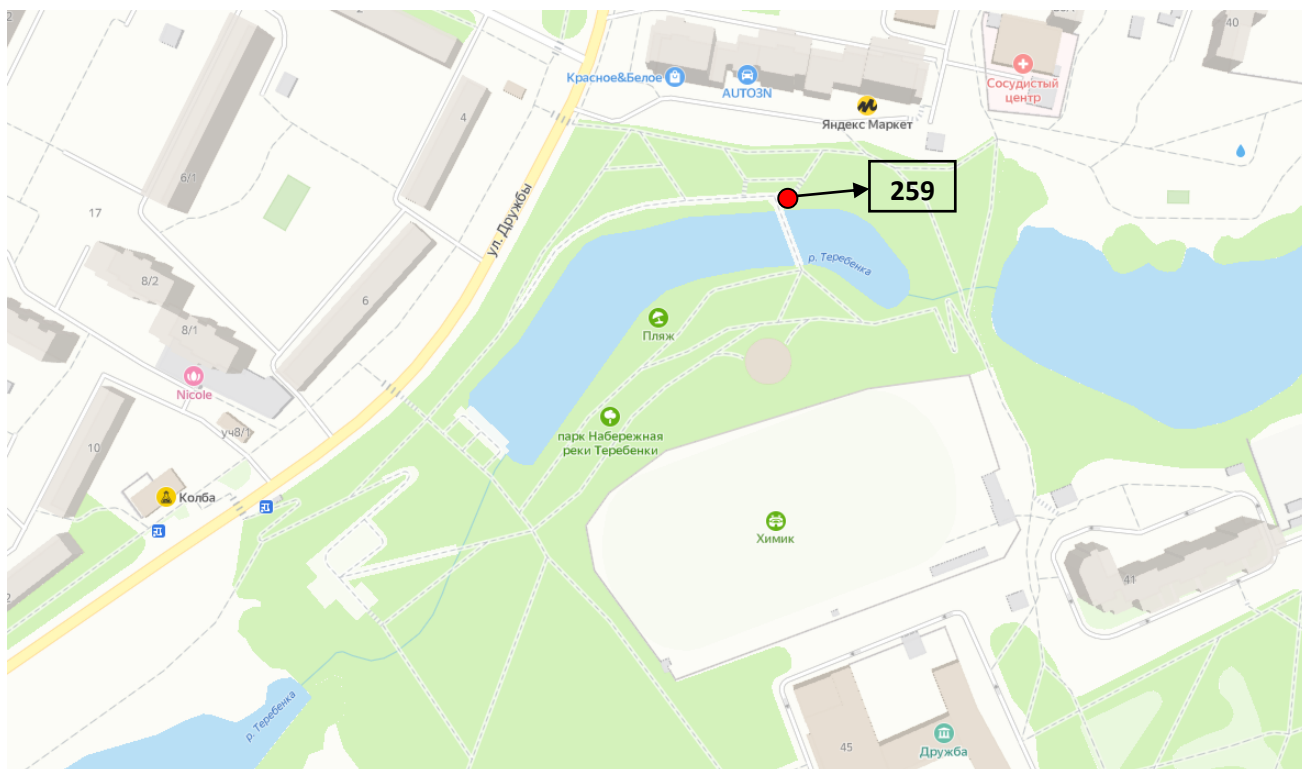 40
Красное&Белое
AUTO3N
Сосудистый
центр
4
Яндекс Маркет
6/1
259
17
ул. Дружбы
р. Теребенка
8/2
6
8/1
Пляж
Nicole
парк Набережная
реки Теребенки
уч8/1
10
Колба
Химик
41
р. Теребенка
45
Дружба